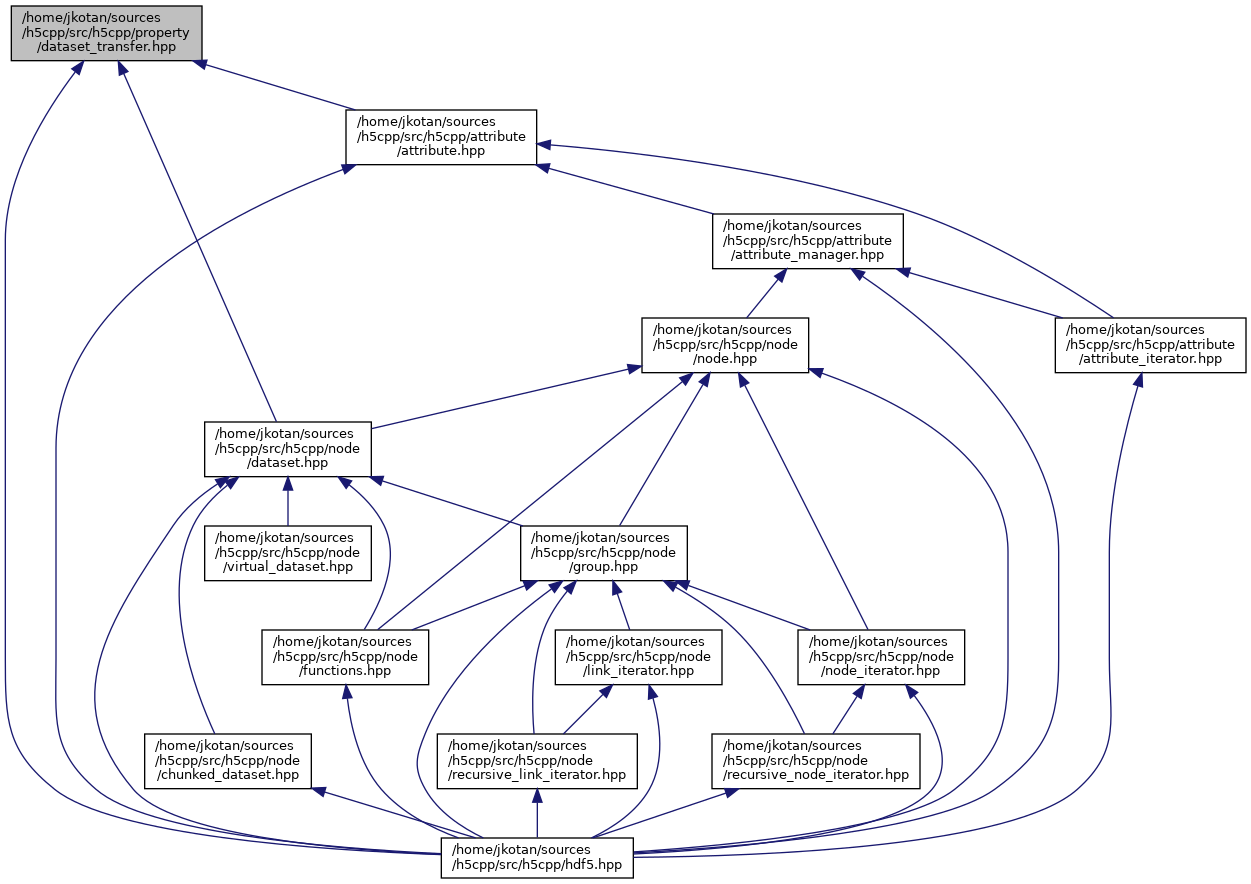 /home/jkotan/sources
/h5cpp/src/h5cpp/property
/dataset_transfer.hpp
/home/jkotan/sources
/h5cpp/src/h5cpp/attribute
/attribute.hpp
/home/jkotan/sources
/h5cpp/src/h5cpp/attribute
/attribute_manager.hpp
/home/jkotan/sources
/h5cpp/src/h5cpp/node
/node.hpp
/home/jkotan/sources
/h5cpp/src/h5cpp/attribute
/attribute_iterator.hpp
/home/jkotan/sources
/h5cpp/src/h5cpp/node
/dataset.hpp
/home/jkotan/sources
/h5cpp/src/h5cpp/node
/virtual_dataset.hpp
/home/jkotan/sources
/h5cpp/src/h5cpp/node
/group.hpp
/home/jkotan/sources
/h5cpp/src/h5cpp/node
/functions.hpp
/home/jkotan/sources
/h5cpp/src/h5cpp/node
/link_iterator.hpp
/home/jkotan/sources
/h5cpp/src/h5cpp/node
/node_iterator.hpp
/home/jkotan/sources
/h5cpp/src/h5cpp/node
/chunked_dataset.hpp
/home/jkotan/sources
/h5cpp/src/h5cpp/node
/recursive_link_iterator.hpp
/home/jkotan/sources
/h5cpp/src/h5cpp/node
/recursive_node_iterator.hpp
/home/jkotan/sources
/h5cpp/src/h5cpp/hdf5.hpp